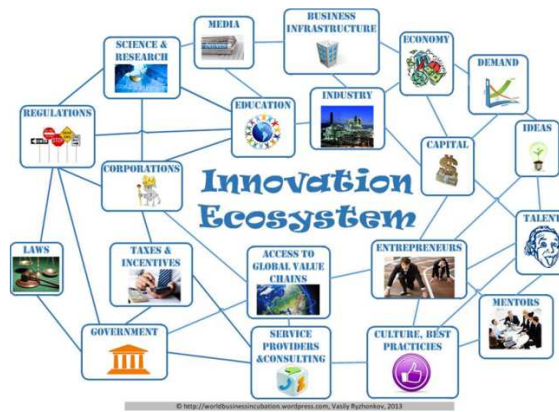 MEDIA
BUSINESS
INFRASTRUCTURE
SCIENCE
& RESEARCH
ECONOMY
DEMAND
REGULATIONS
EDUCATION
INDUSTRY
IDEAS
CORPORATIONS
CAPITAL
Innovation
Ecosystem
TALENT
LAWS
TAXES &
INCENTIVES
ACCESS TO
GLOBAL VALUE
CHAINS
ENTREPRENEURS
MENTORS
GOVERNMENT
SERVICE
PROVIDERS
&CONSULTING
CULTURE, BEST
PRACTICIES
© http://worldbusinessincubation.wordpress.com, Vasily Ryzhonkov, 2013